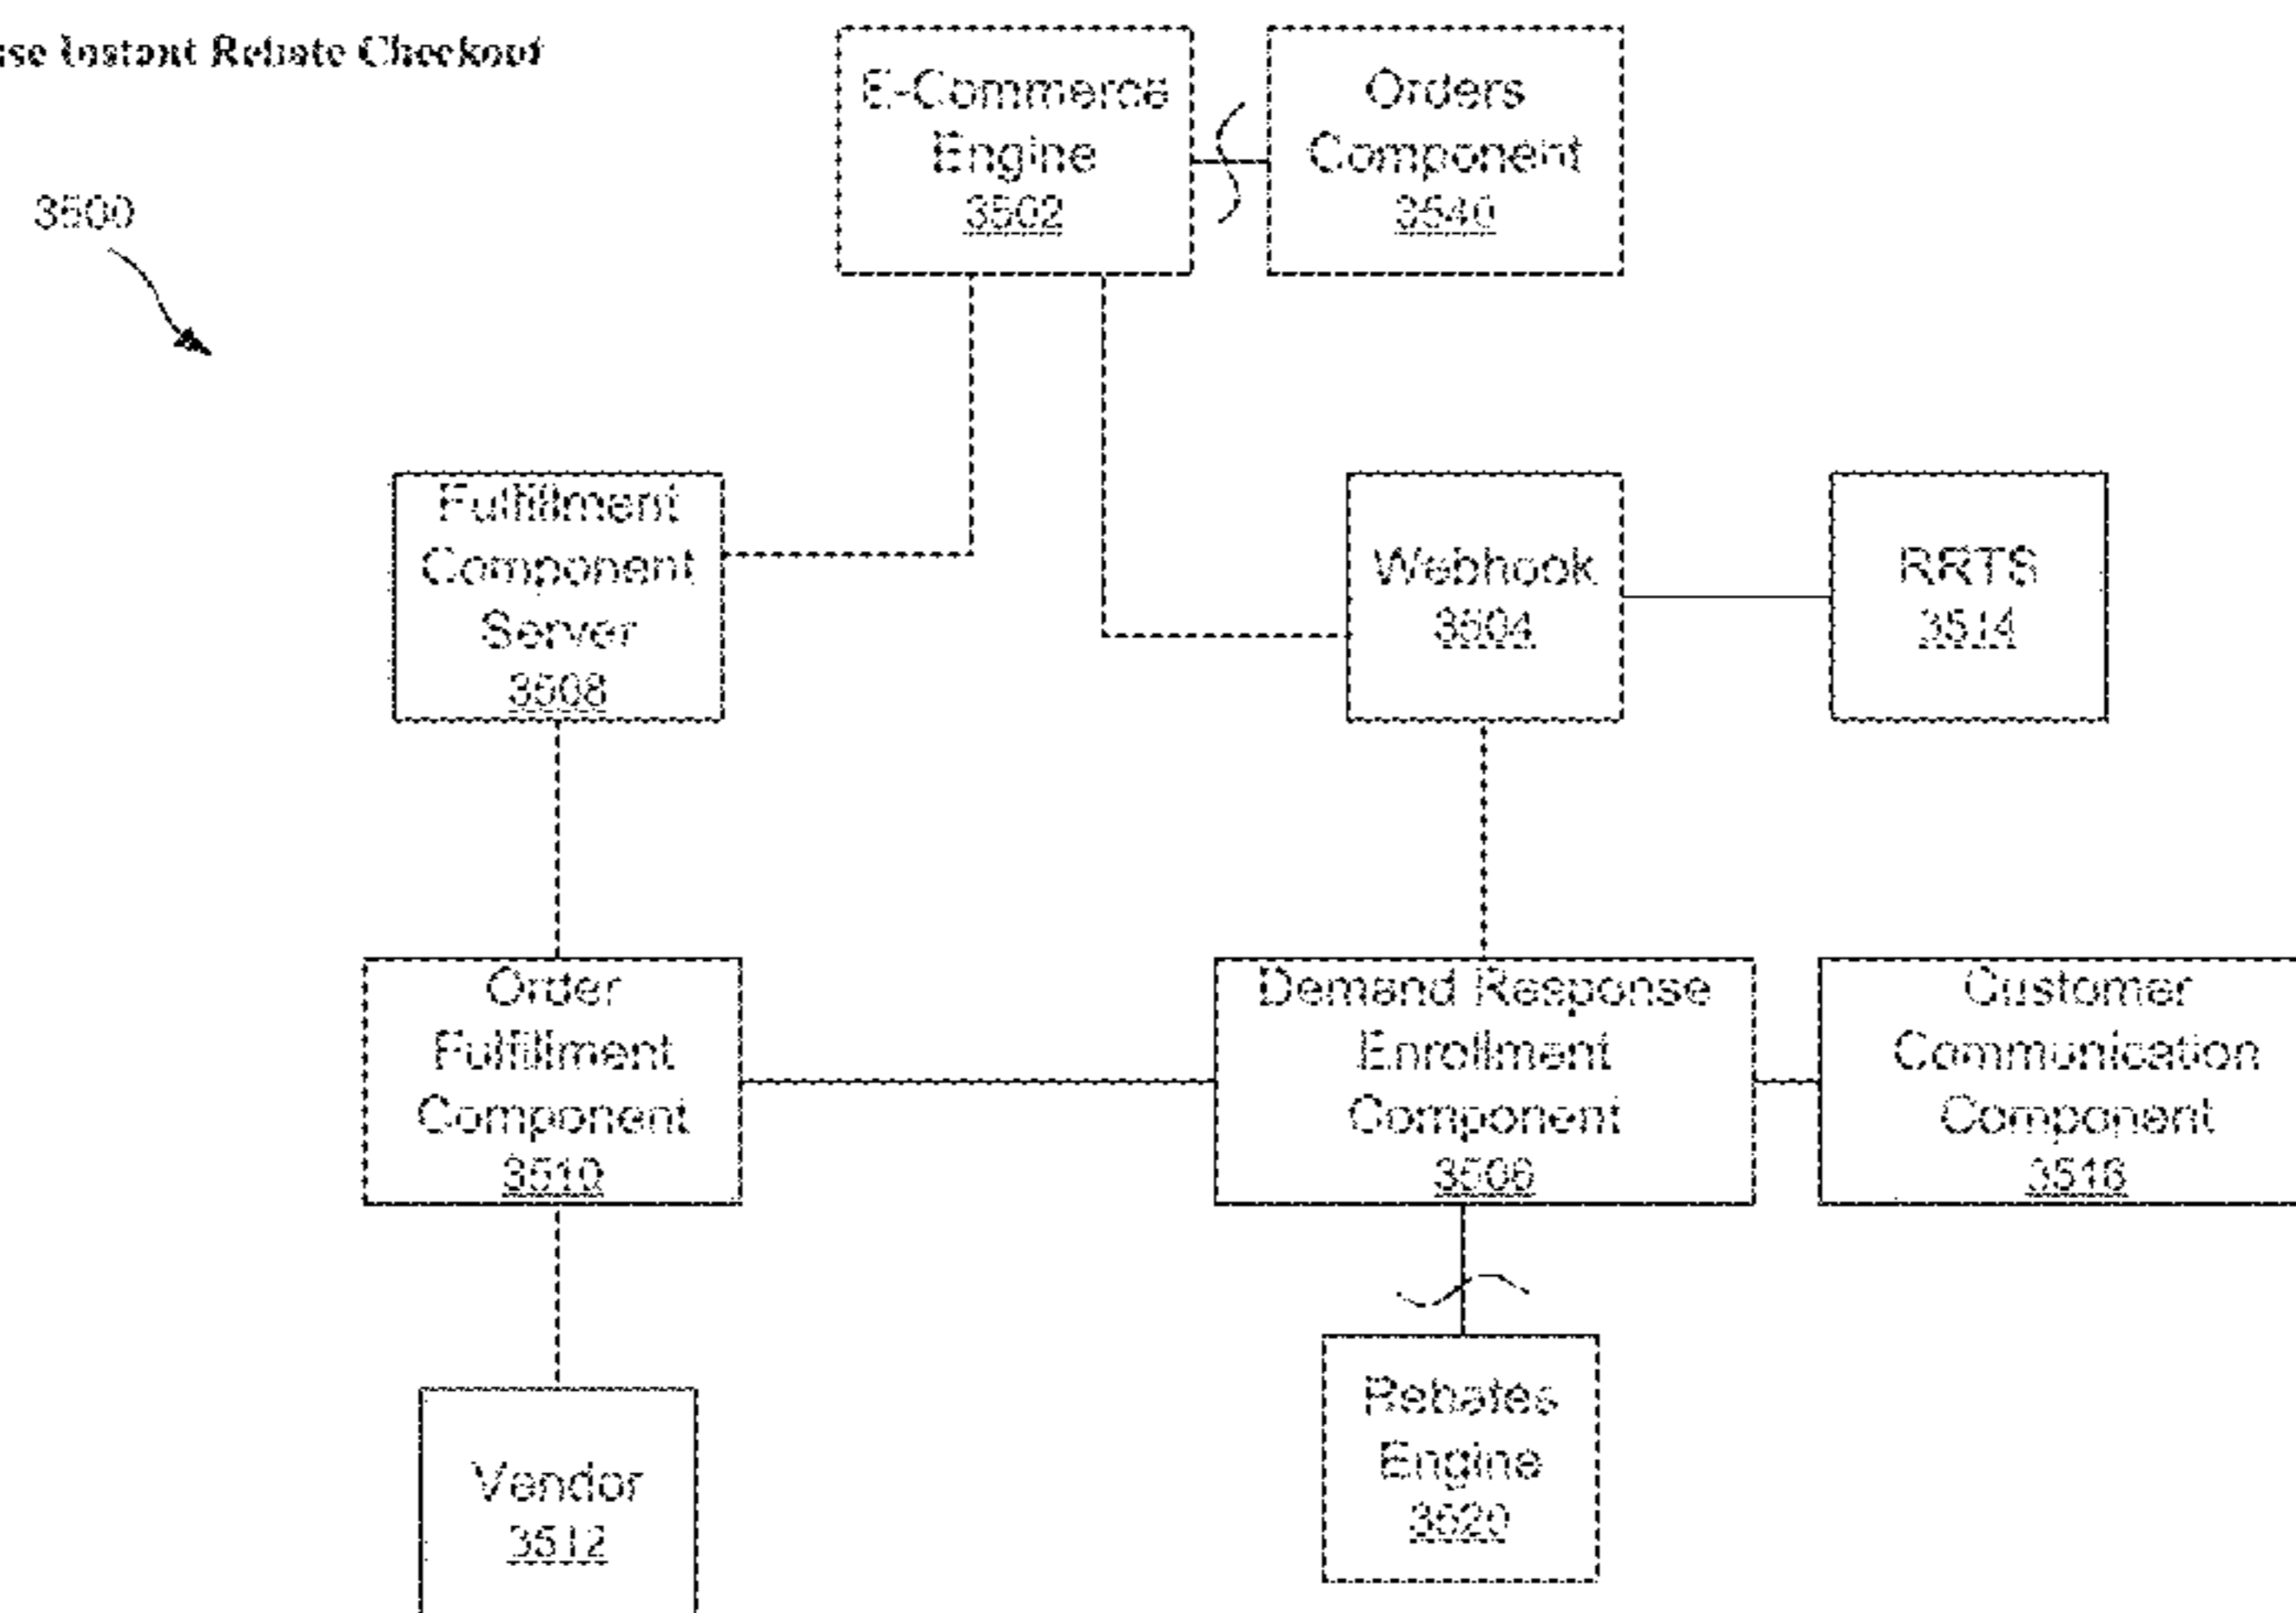 se Instant Rebate Checkout
3500
E-Commerce
Engine
3502
Orders
Component
3540
Fulfillment
Component
Server
3508
Webhook
3504
RRTS
3514
Order
Fulfillment
Component
3510
Demand Response
Enrollment
Component
3506
Customer
Communication
Component
3516
Vendor
3512
Rebates
Engine
3520